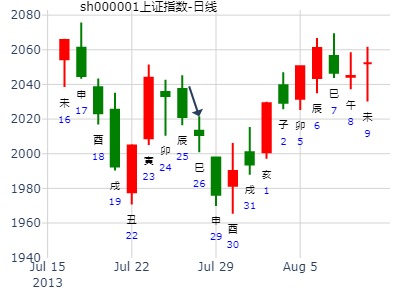 sh000001上证指数-日线
2080
2060
2040
2020
2000
1980
1960
1940
未
16
申
17
酉
18
戌
19
丑
22
寅
23
卯
24
辰
25
巳
26
申
29
酉
30
戌
31
亥
1
子
2
卯
5
辰
6
巳
7
午
8
未
9
Jul 15
2013
Jul 22
Jul 29
Aug 5